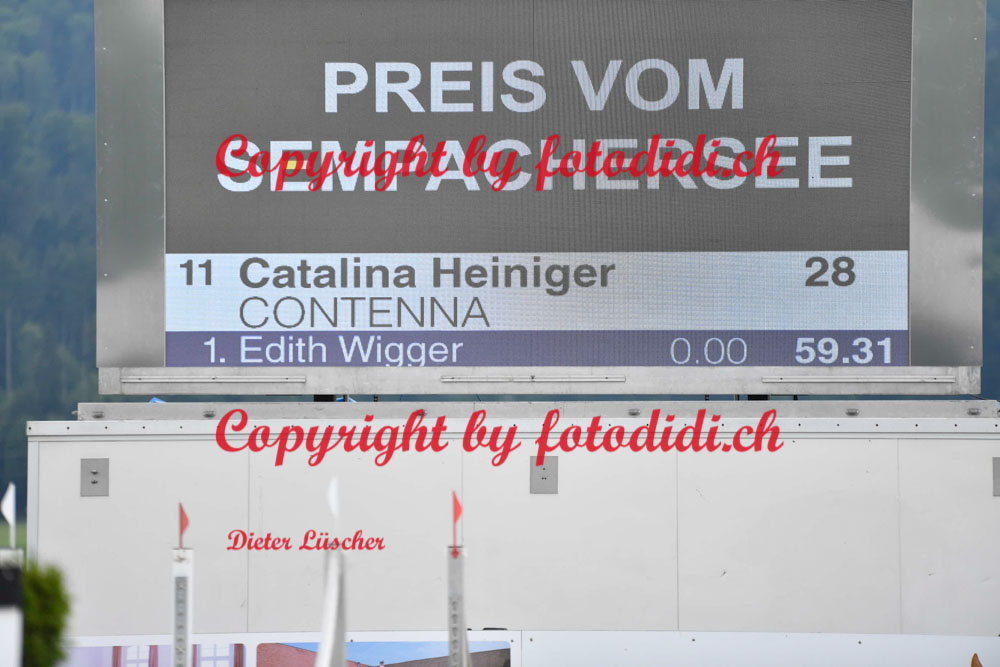 PREIS VOM
SEMPACHERSEE
Copyright by fotodidi.ch
11 Catalina Heiniger 28
CONTENNA
1. Edith Wigger 0.00 59.31
Copyright by fotodidi.ch
Dieter Lüscher